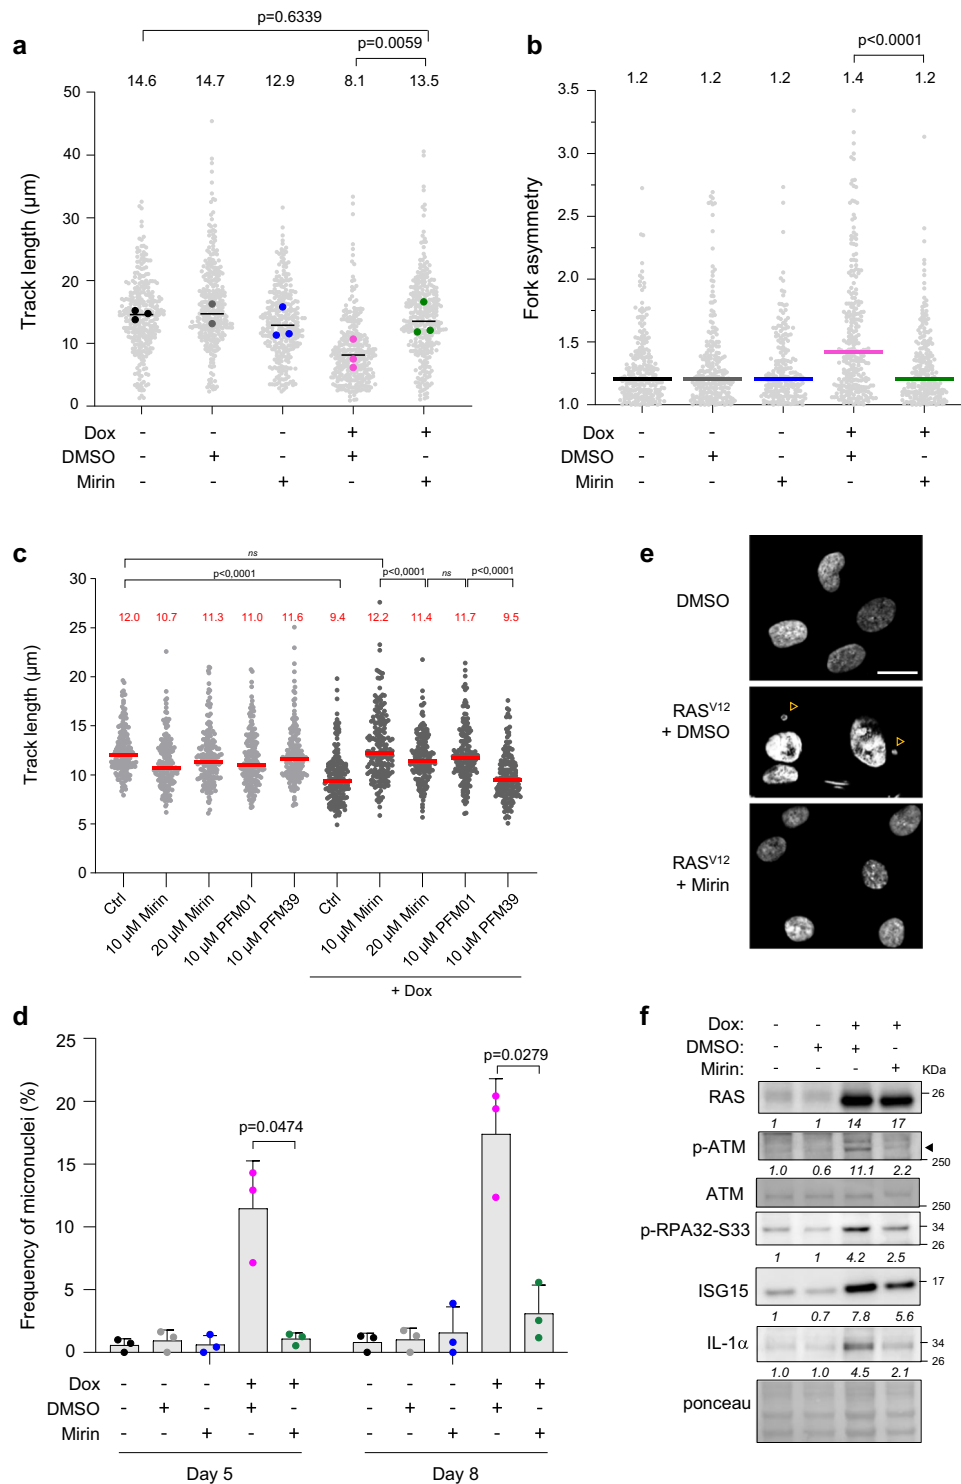 a
p=0.6339
p=0.0059
14.6 14.7 12.9 8.1 13.5
Track length (µm)
50
40
30
20
10
0
Dox - - - + +
DMSO - + - + -
Mirin - - + - +
b
p<0.0001
1.2 1.2 1.2 1.4 1.2
Fork asymmetry
3.5
3.0
2.5
2.0
1.5
1.0
Dox - - - + +
DMSO - + - + -
Mirin - - + - +
c
ns
p<0,0001
p<0,0001 ns p<0,0001
12.0 10.7 11.3 11.0 11.6 9.4 12.2 11.4 11.7 9.5
Track length (µm)
30
25
20
15
10
5
0
Ctrl
10 µM Mirin
20 µM Mirin
10 µM PFM01
10 µM PFM39
Ctrl
10 µM Mirin
20 µM Mirin
10 µM PFM01
10 µM PFM39
+ Dox
e
DMSO
RASV12
+ DMSO
RASV12
+ Mirin
d
Frequency of micronuclei (%)
25
20
15
10
5
0
p=0.0474
p=0.0279
Dox - - - + + - - - + +
DMSO - + - + - - + - + -
Mirin - - + - + - - + - +
Day 5 Day 8
f
Dox: - - + +
DMSO: - + + -
Mirin: - - - + KDa
RAS 26
1 1 14 17
p-ATM 250
1.0 0.6 11.1 2.2
ATM 250
p-RPA32-S33 34
26
1 1 4.2 2.5
ISG15 17
1 0.7 7.8 5.6
IL-1α 34
26
1.0 1.0 4.5 2.1
ponceau